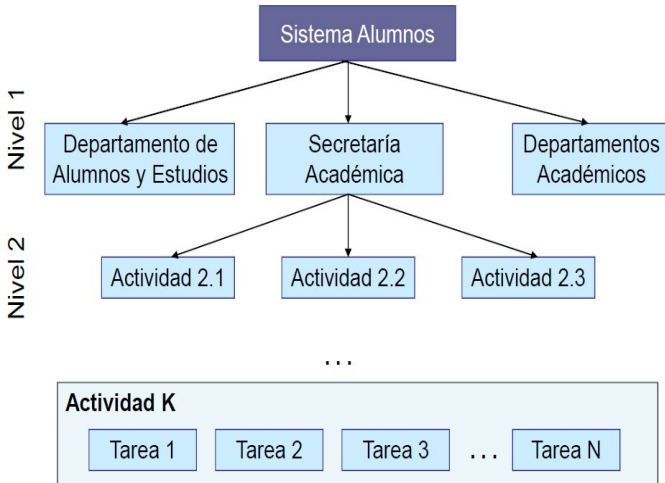 Sistema Alumnos
Nivel 1
Departamento de
Alumnos y Estudios
Secretaría
Académica
Departamentos
Académicos
Nivel 2
Actividad 2.1
Actividad 2.2
Actividad 2.3
...
Actividad K
Tarea 1
Tarea 2
Tarea 3
...
Tarea N